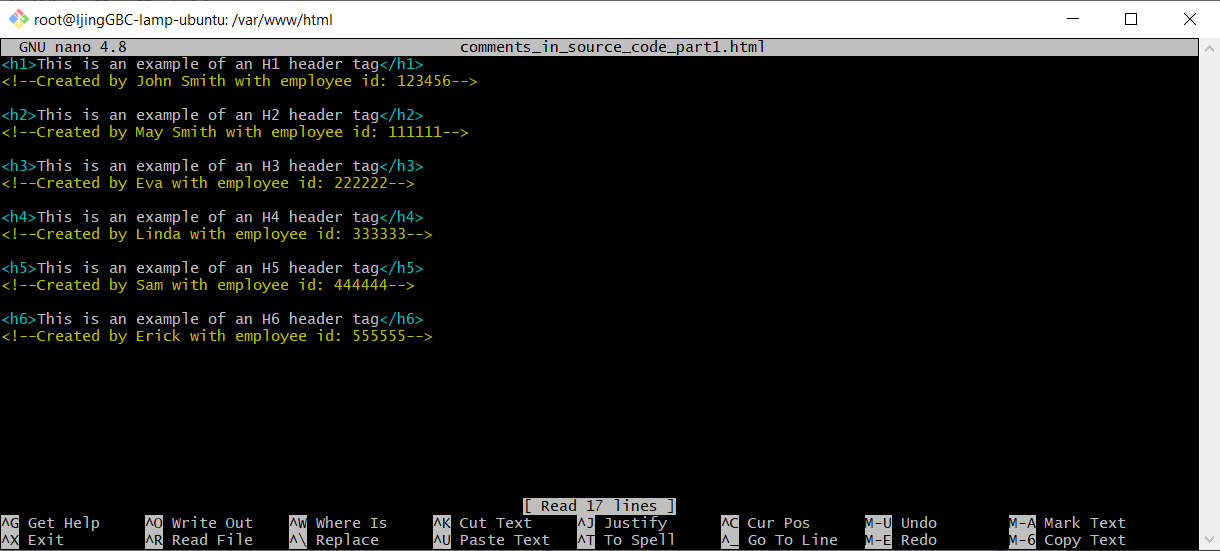 root@ljingGBC-lamp-ubuntu: /var/www/html
GNU nano 4.8 comments_in_source_code_part1.html
<h1>This is an example of an H1 header tag</h1>
<!--Created by John Smith with employee id: 123456-->
<h2>This is an example of an H2 header tag</h2>
<!--Created by May Smith with employee id: 111111-->
<h3>This is an example of an H3 header tag</h3>
<!--Created by Eva with employee id: 222222-->
<h4>This is an example of an H4 header tag</h4>
<!--Created by Linda with employee id: 333333-->
<h5>This is an example of an H5 header tag</h5>
<!--Created by Sam with employee id: 444444-->
<h6>This is an example of an H6 header tag</h6>
<!--Created by Erick with employee id: 555555-->
[ Read 17 lines ]
^G Get Help ^O Write Out ^W Where Is ^K Cut Text ^J Justify ^C Cur Pos M-U Undo M-A Mark Text
^X Exit ^R Read File ^\ Replace ^U Paste Text ^T To Spell ^_ Go To Line M-E Redo M-6 Copy Text